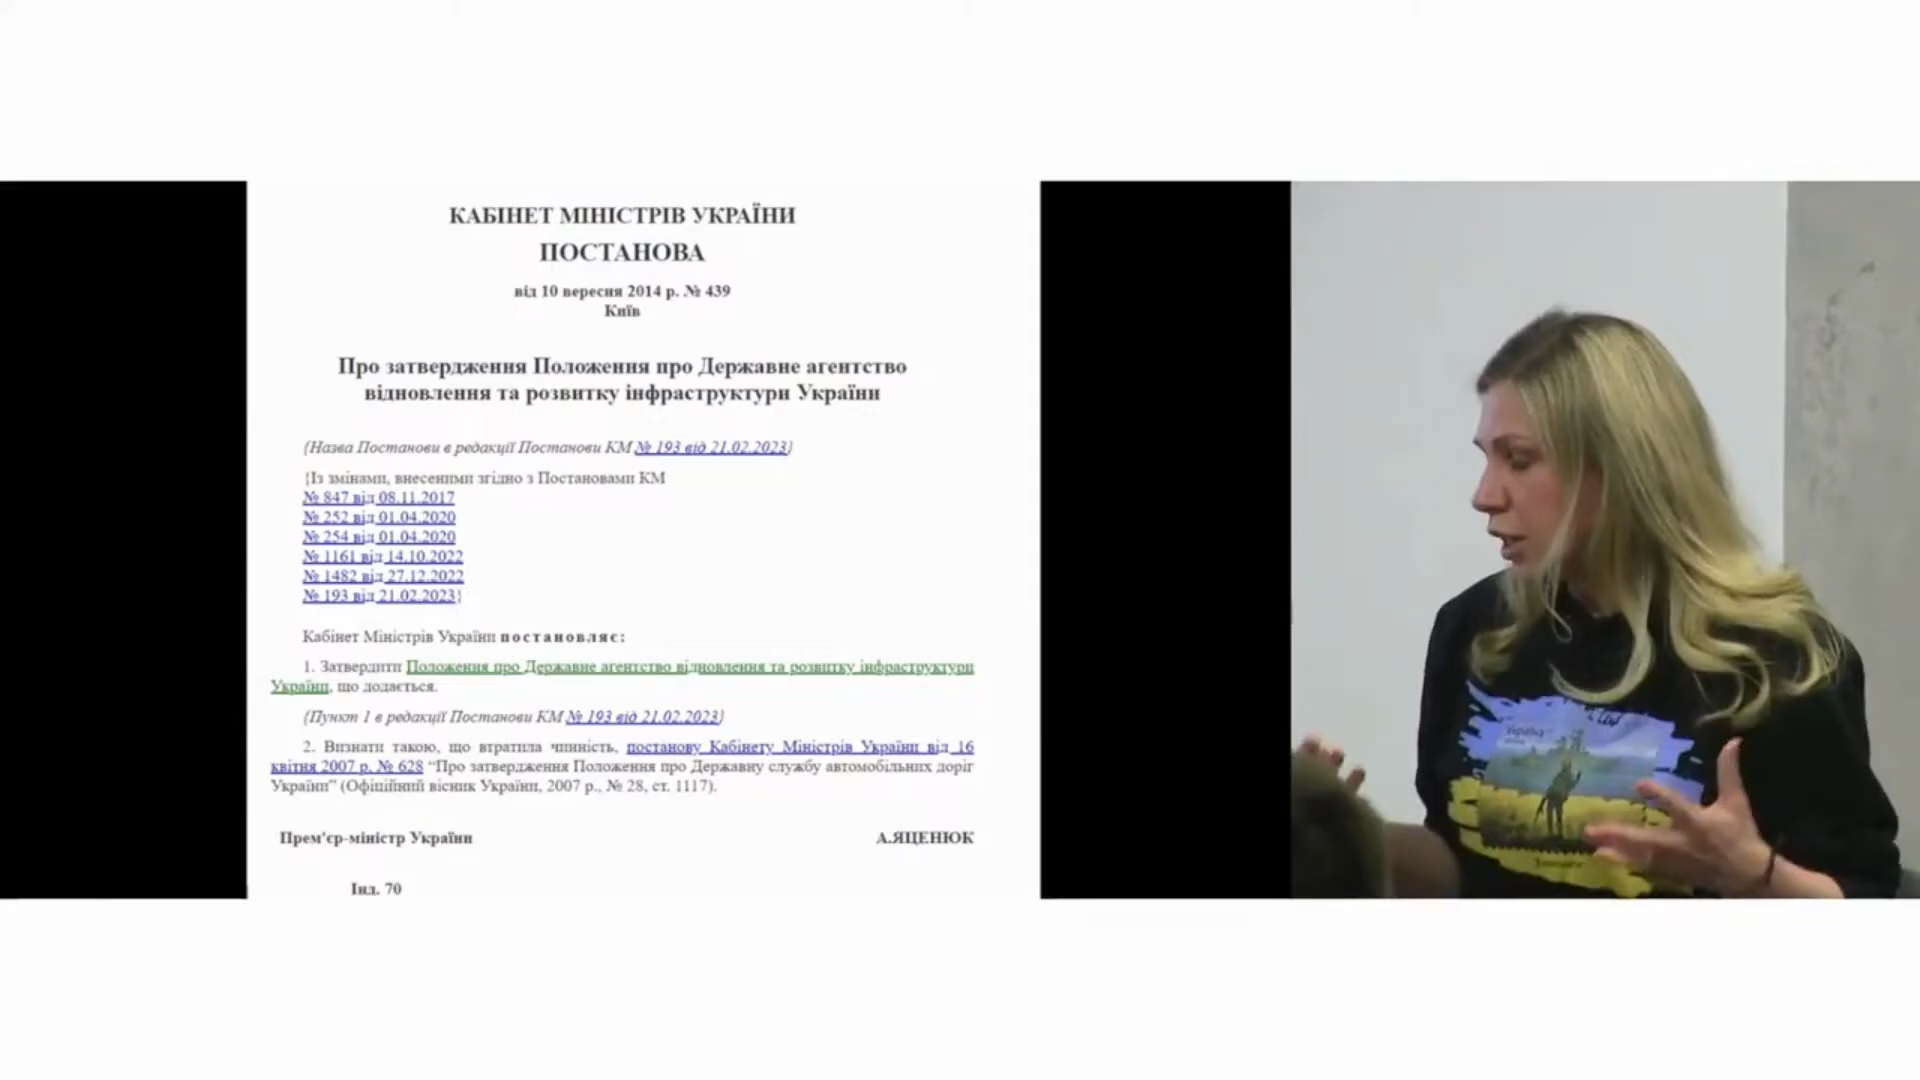 КАБІНЕТ МІНІСТРІВ УКРАЇНИ
ПОСТАНОВА
від 10 вересня 2014 р. № 439
Київ
Про затвердження Положення про Державне агентство
відновлення та розвитку інфраструктури України
{Назва Постанови в редакції Постанови КМ № 193 від 21.02.2023}
{Із змінами, внесеними згідно з Постановами КМ
№ 847 від 08.11.2017
№ 252 від 01.04.2020
№ 254 від 01.04.2020
№ 1161 від 14.10.2022
№ 1482 від 27.12.2022
№ 193 від 21.02.2023}
Кабінет Міністрів України постановляє:
1. Затвердити Положення про Державне агентство відновлення та розвитку інфраструктури
України, що додається.
{Пункт 1 в редакції Постанови КМ № 193 від 21.02.2023}
2. Визнати такою, що втратила чинність, постанову Кабінету Міністрів України від 16
квітня 2007 р. № 628 “Про затвердження Положення про Державну службу автомобільних доріг
України” (Офіційний вісник України, 2007 р., № 28, ст. 1117).
Прем'єр-міністр України
А.ЯЦЕНЮК
Інд. 70
Україна